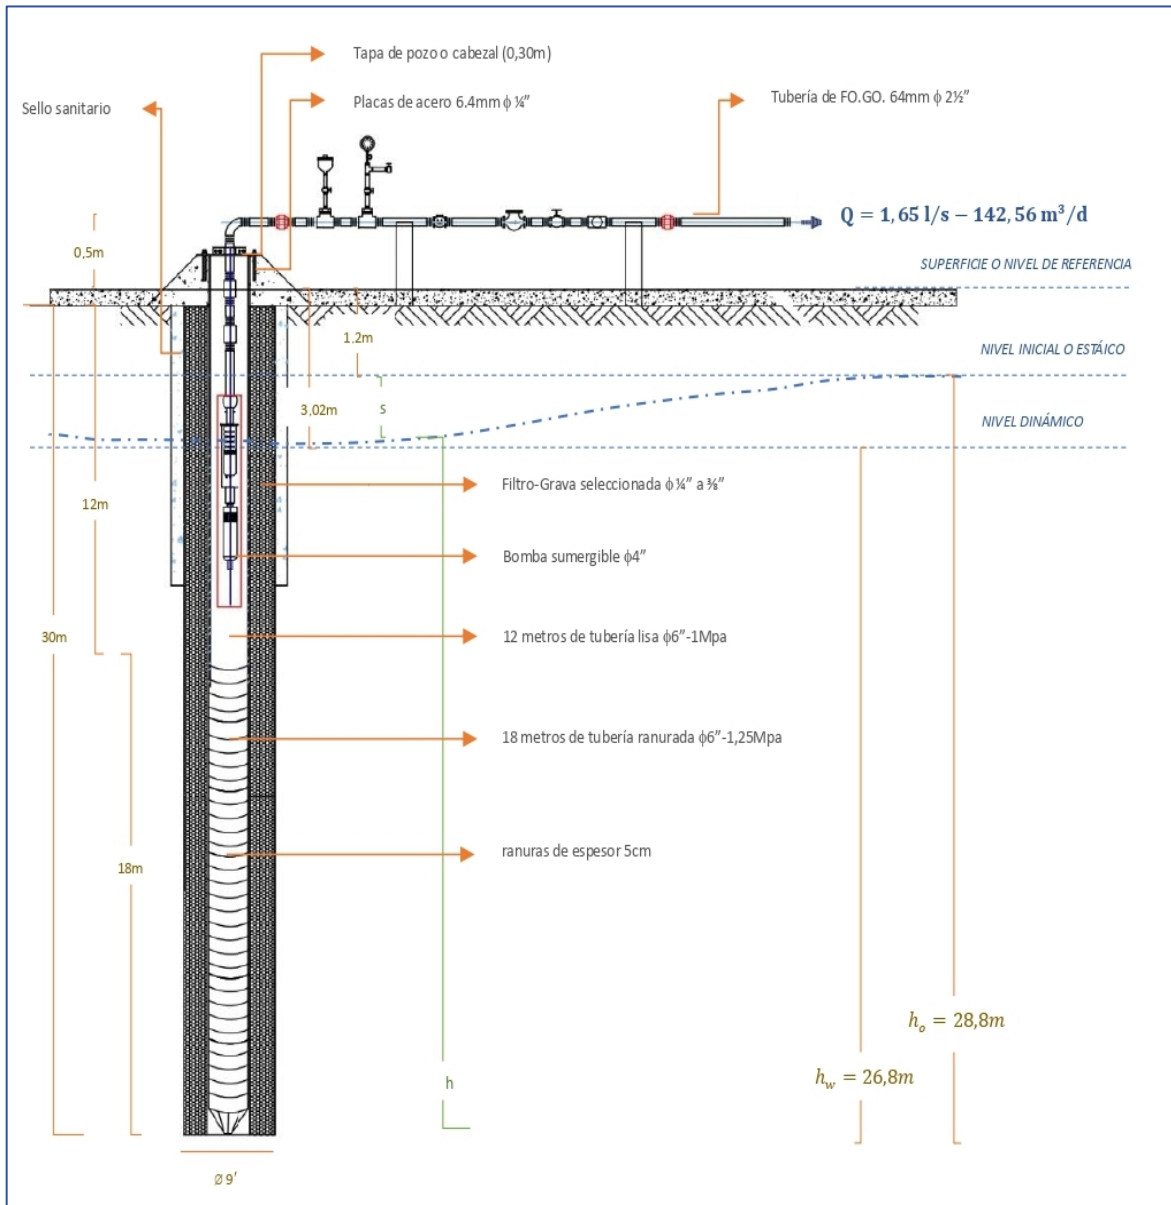 Tapa de pozo o cabezal (0,30m)
Sello sanitario
Placas de acero 6.4mm ϕ ¼”
Tubería de FO.GO. 64mm ϕ 2½”
Q = 1,65 l/s − 142,56 m³/d
0,5m
SUPERFICIE O NIVEL DE REFERENCIA
1,2m
NIVEL INICIAL O ESTÁICO
3,02m
s
NIVEL DINÁMICO
Filtro-Grava seleccionada ϕ ¼” a ⅜”
12m
Bomba sumergible ϕ4”
30m
12 metros de tubería lisa ϕ6”-1Mpa
18 metros de tubería ranurada ϕ6”-1,25Mpa
ranuras de espesor 5cm
18m
hₒ = 28,8m
h
h_w = 26,8m
Ø 9’